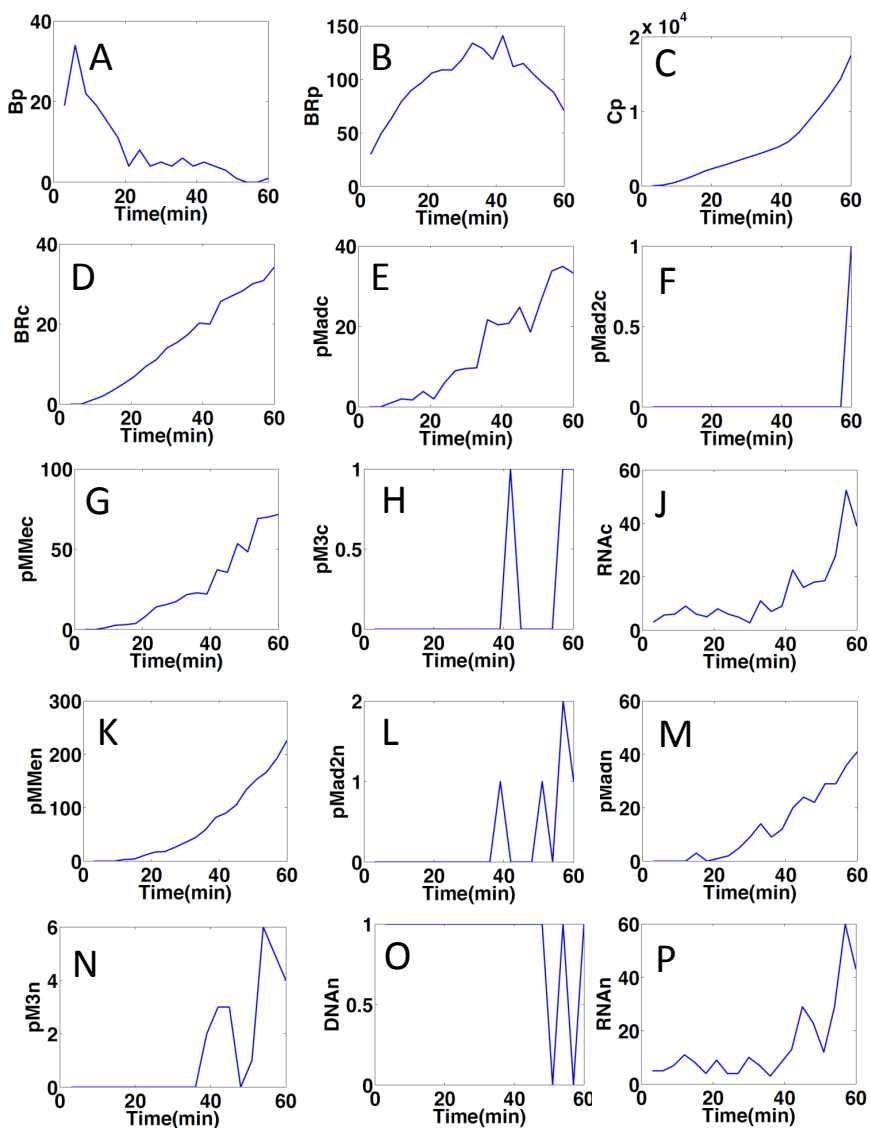 A
Bp
40
20
0
0
20
40
60
Time(min)
B
BRp
150
100
50
0
0
20
40
60
Time(min)
C
Cp
2 x 10⁴
1
0
0
20
40
60
Time(min)
D
BRc
40
20
0
0
20
40
60
Time(min)
E
pMadc
40
20
0
0
20
40
60
Time(min)
F
pMad2c
1
0.5
0
0
20
40
60
Time(min)
G
pMMec
100
50
0
0
20
40
60
Time(min)
H
pM3c
1
0.5
0
0
20
40
60
Time(min)
J
RNAc
60
40
20
0
0
20
40
60
Time(min)
K
pMMen
300
200
100
0
0
20
40
60
Time(min)
L
pMad2n
2
1
0
0
20
40
60
Time(min)
M
pMadn
60
40
20
0
0
20
40
60
Time(min)
N
pM3n
6
4
2
0
0
20
40
60
Time(min)
O
DNAn
1
0.5
0
0
20
40
60
Time(min)
P
RNAn
60
40
20
0
0
20
40
60
Time(min)